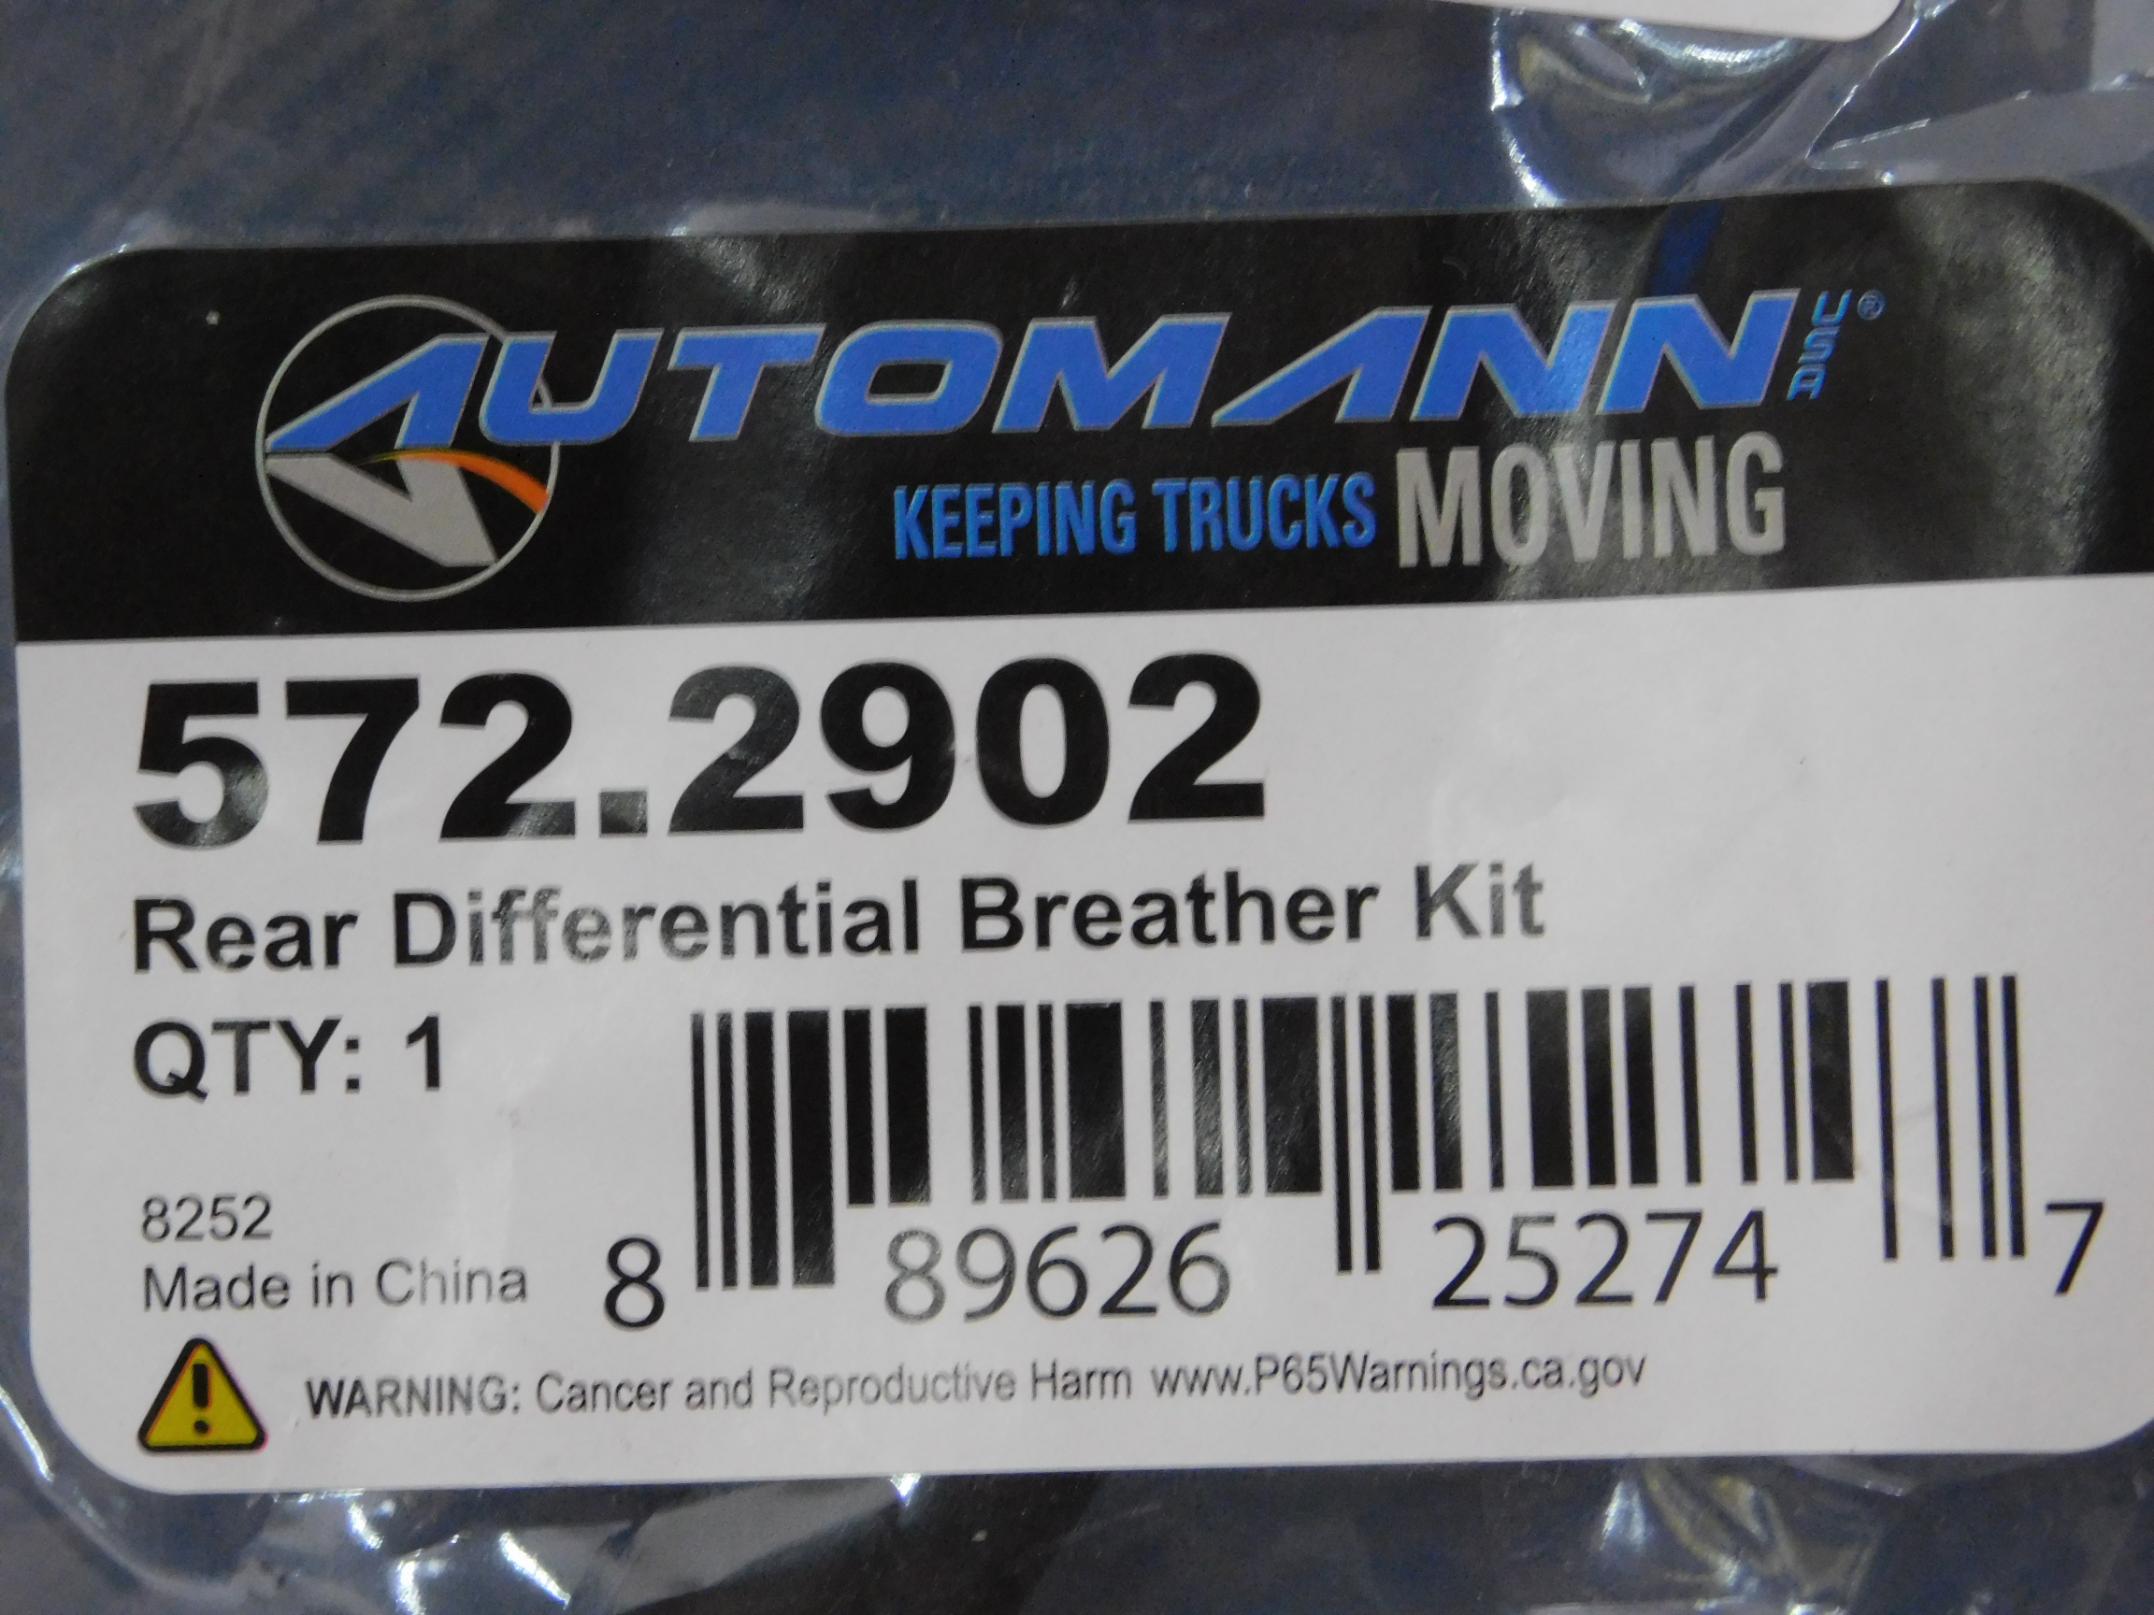 AUTOMANN USA®
KEEPING TRUCKS MOVING
572.2902
Rear Differential Breather Kit
QTY: 1
8252
Made in China
8 89626 25274 7
WARNING: Cancer and Reproductive Harm www.P65Warnings.ca.gov